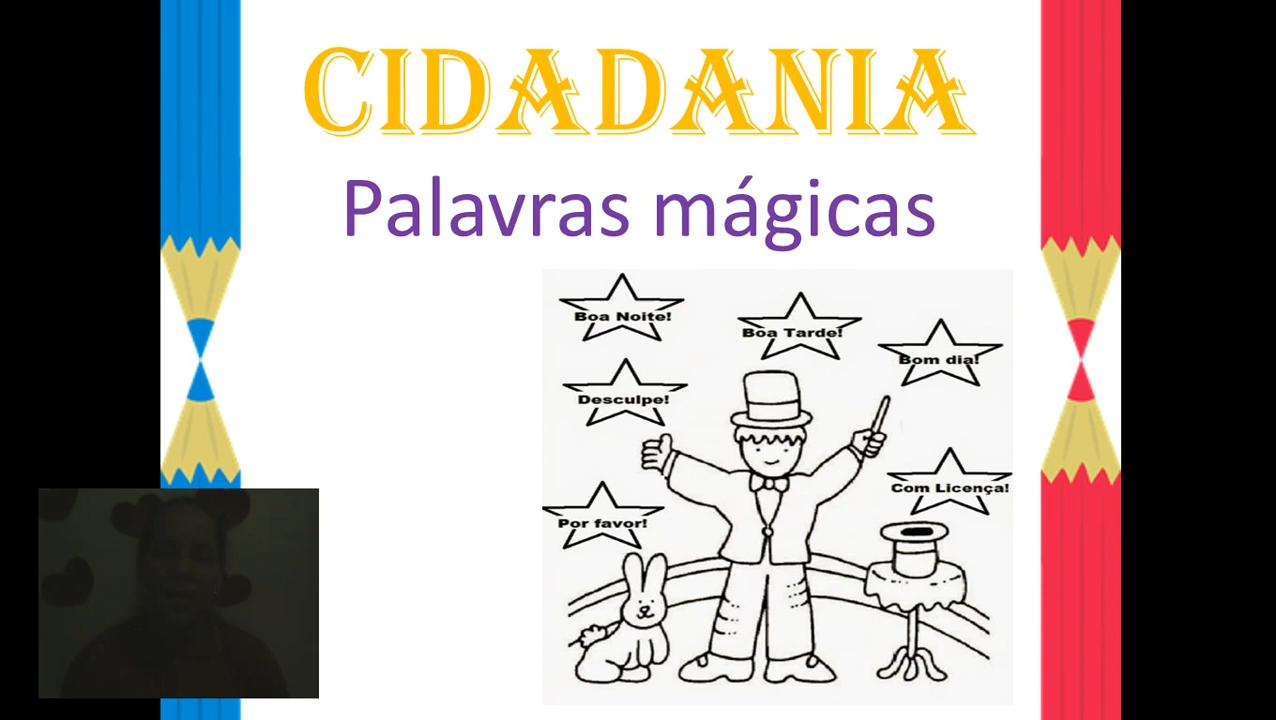 CIDADANIA
Palavras mágicas
Boa Noite!
Boa Tarde!
Bom dia!
Desculpe!
Com Licença!
Por favor!